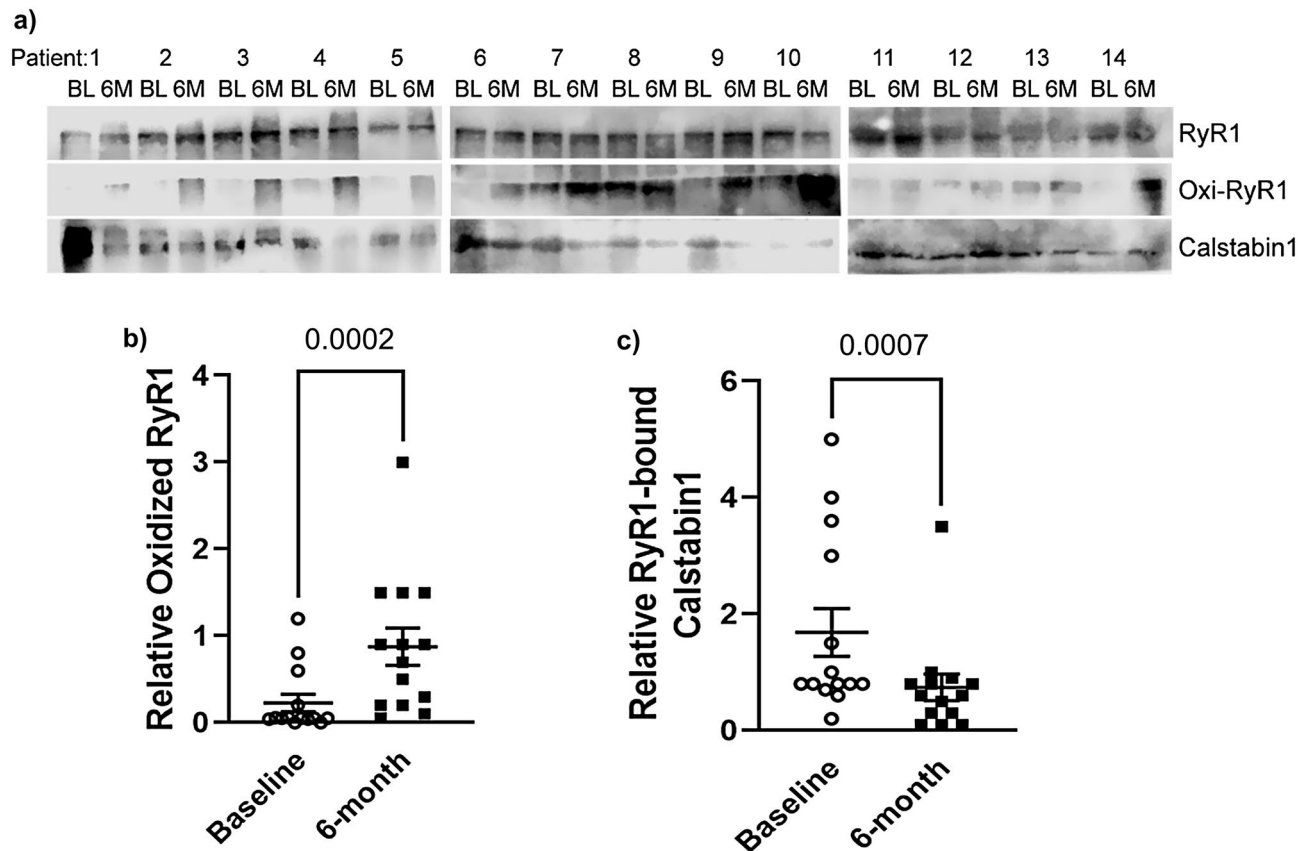 a)
Patient:1 2 3 4 5 6 7 8 9 10 11 12 13 14
BL 6M BL 6M BL 6M BL 6M BL 6M BL 6M BL 6M BL 6M BL 6M BL 6M BL 6M BL 6M BL 6M BL 6M
RyR1
Oxi-RyR1
Calstabin1
b)
0.0002
Relative Oxidized RyR1
4
3
2
1
0
Baseline
6-month
c)
0.0007
Relative RyR1-bound
Calstabin1
6
4
2
0
Baseline
6-month